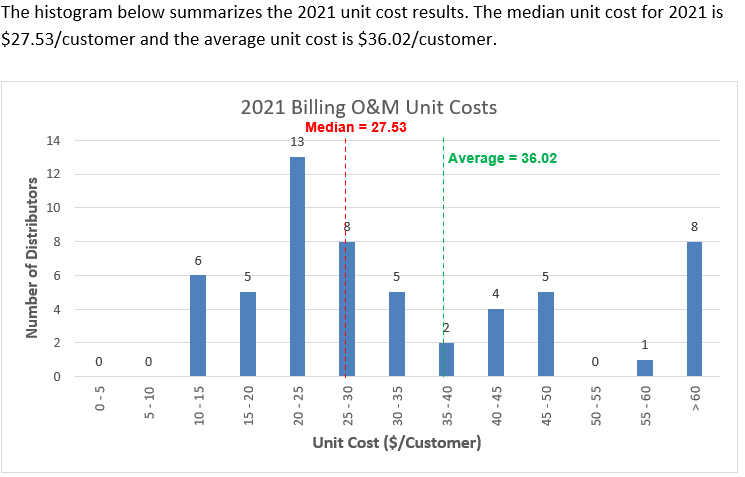 The histogram below summarizes the 2021 unit cost results. The median unit cost for 2021 is
$27.53/customer and the average unit cost is $36.02/customer.
2021 Billing O&M Unit Costs
Median = 27.53
Average = 36.02
Number of Distributors
14
12
10
8
6
4
2
0
0
0
6
5
13
8
5
2
4
5
0
1
8
0 - 5
5 - 10
10 - 15
15 - 20
20 - 25
25 - 30
30 - 35
35 - 40
40 - 45
45 - 50
50 - 55
55 - 60
> 60
Unit Cost ($/Customer)